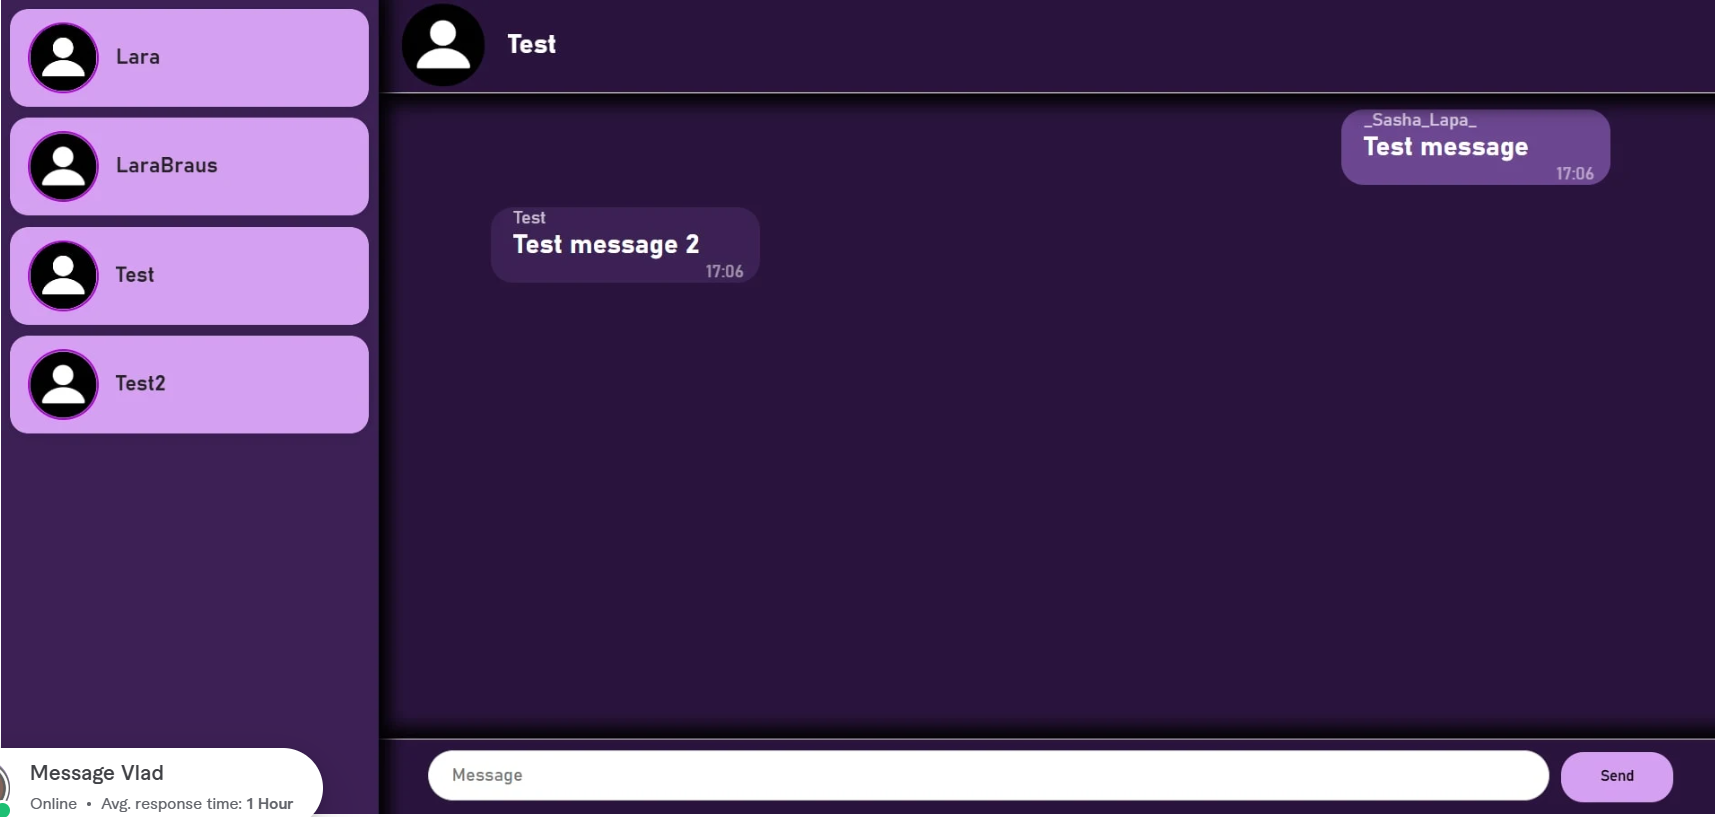 Lara
LaraBraus
Test
Test2
Test
_Sasha_Lapa_
Test message
17:06
Test
Test message 2
17:06
Message
Send
Message Vlad
Online • Avg. response time: 1 Hour